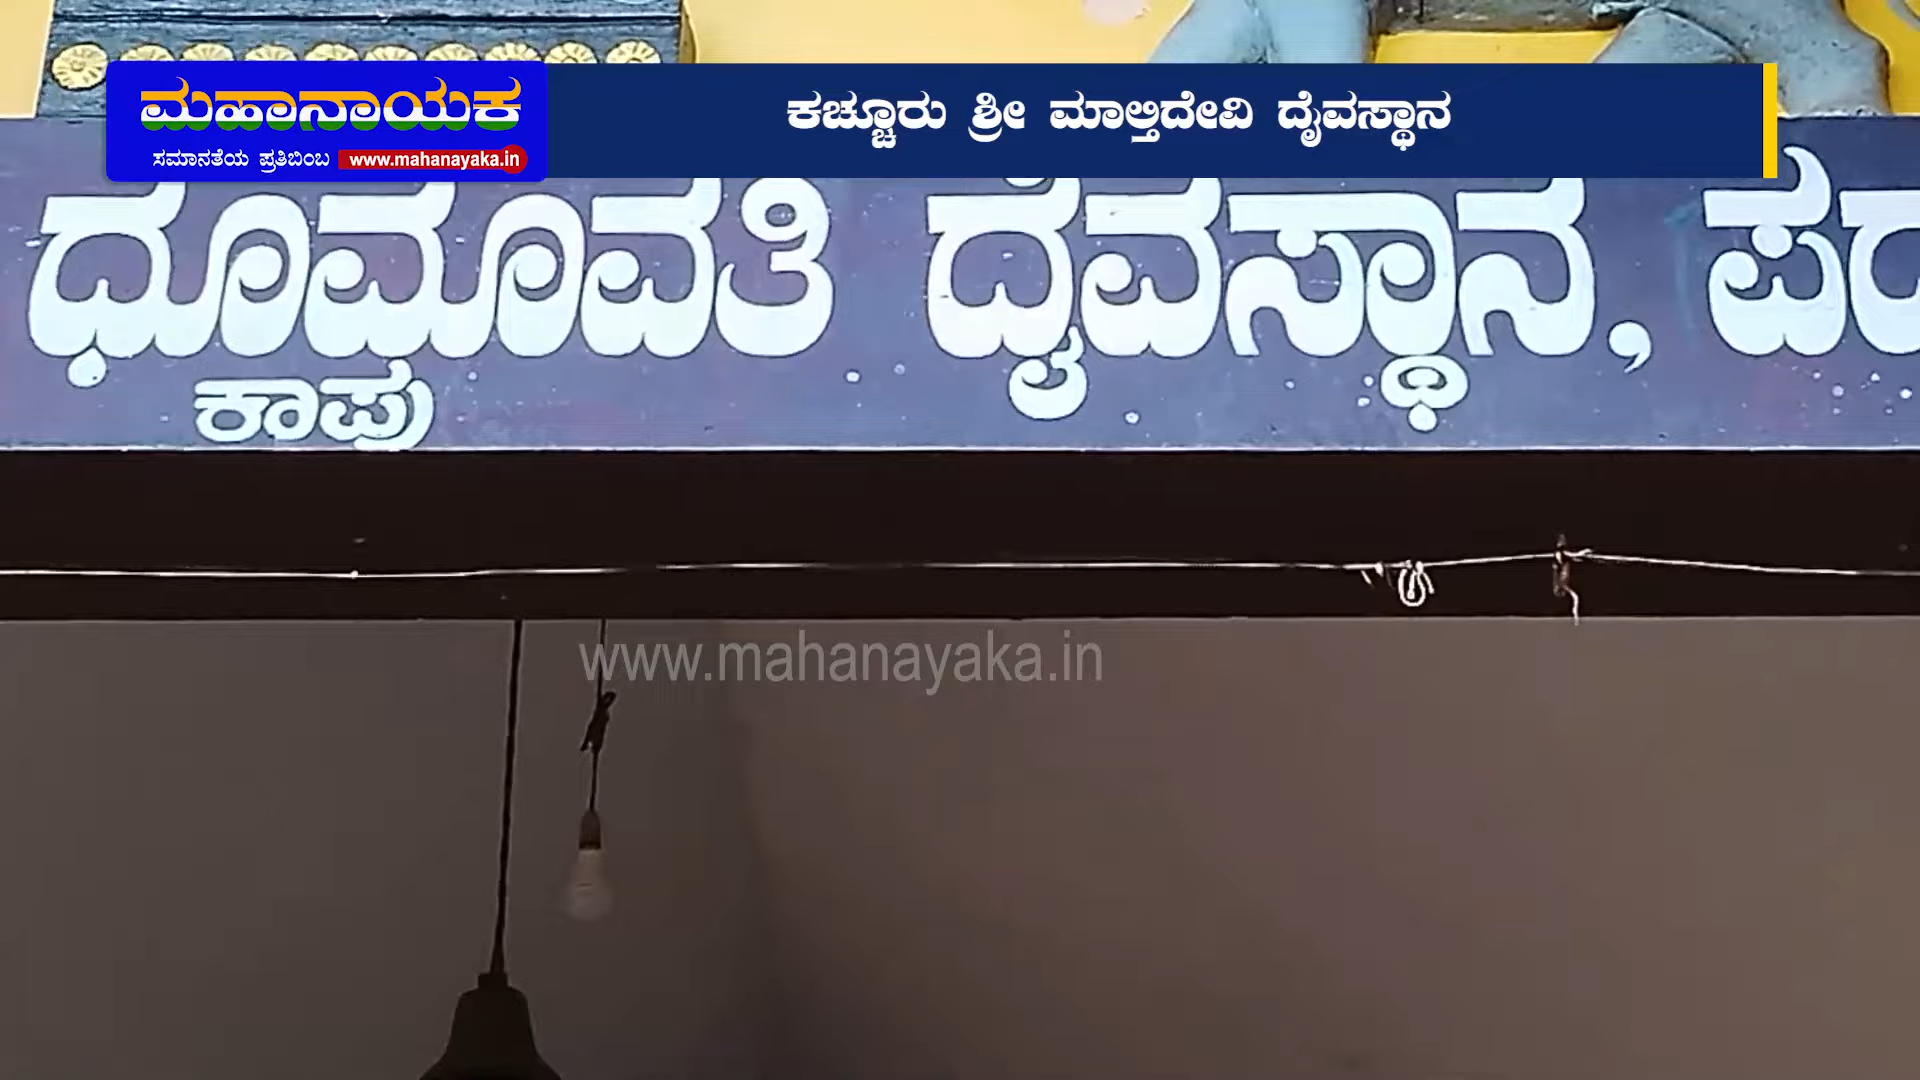 ಮಹಾನಾಯಕ
ಸಮಾನತೆಯ ಪ್ರತಿಬಿಂಬ www.mahanayaka.in
ಕಚ್ಚೂರು ಶ್ರೀ ಮಾಲ್ತಿದೇವಿ ದೈವಸ್ಥಾನ
ಧೂಮಾವತಿ ದೈವಸ್ಥಾನ,
ಕಾಪು
www.mahanayaka.in